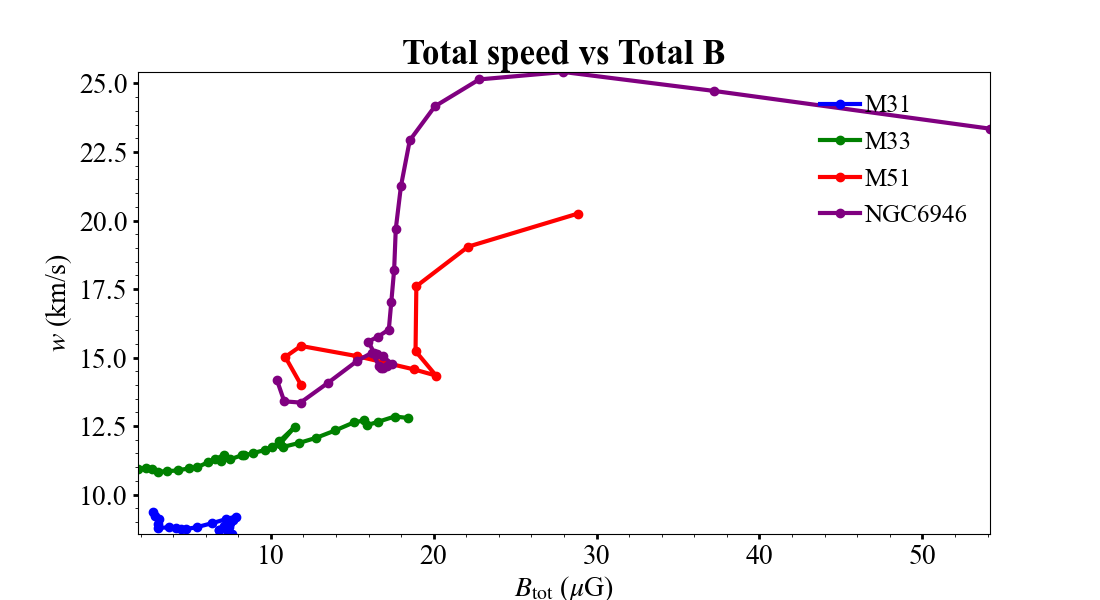 Total speed vs Total B
25.0
22.5
20.0
17.5
15.0
12.5
10.0
w (km/s)
M31
M33
M51
NGC6946
10 20 30 40 50
B_tot (μG)